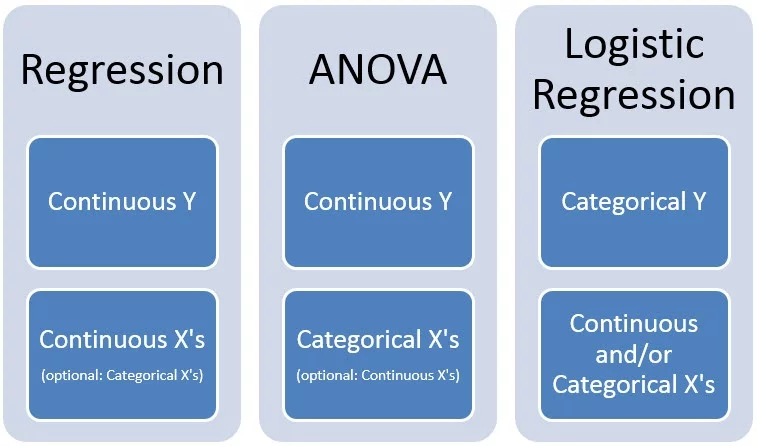 Regression
Continuous Y
Continuous X's
(optional: Categorical X's)
ANOVA
Continuous Y
Categorical X's
(optional: Continuous X's)
Logistic
Regression
Categorical Y
Continuous
and/or
Categorical X's